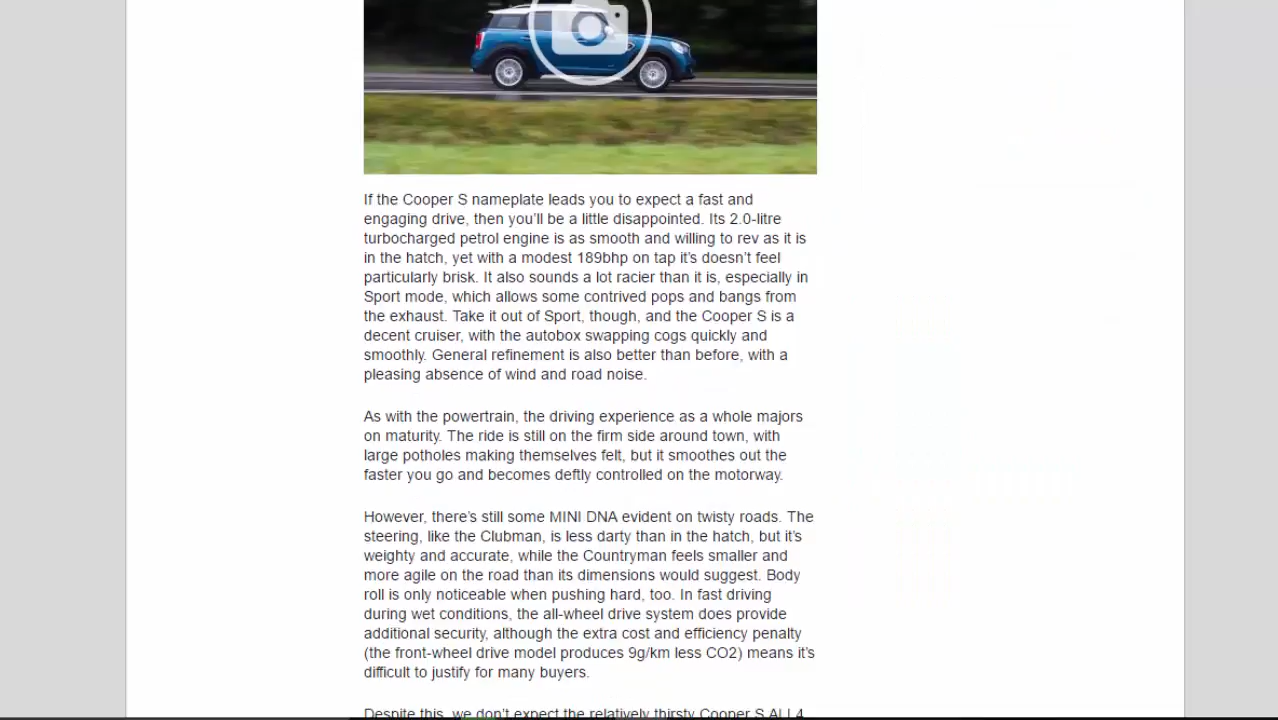 If the Cooper S nameplate leads you to expect a fast and
engaging drive, then you’ll be a little disappointed. Its 2.0-litre
turbocharged petrol engine is as smooth and willing to rev as it is
in the hatch, yet with a modest 189bhp on tap it’s doesn’t feel
particularly brisk. It also sounds a lot racier than it is, especially in
Sport mode, which allows some contrived pops and bangs from
the exhaust. Take it out of Sport, though, and the Cooper S is a
decent cruiser, with the autobox swapping cogs quickly and
smoothly. General refinement is also better than before, with a
pleasing absence of wind and road noise.
As with the powertrain, the driving experience as a whole majors
on maturity. The ride is still on the firm side around town, with
large potholes making themselves felt, but it smoothes out the
faster you go and becomes deftly controlled on the motorway.
However, there’s still some MINI DNA evident on twisty roads. The
steering, like the Clubman, is less darty than in the hatch, but it’s
weighty and accurate, while the Countryman feels smaller and
more agile on the road than its dimensions would suggest. Body
roll is only noticeable when pushing hard, too. In fast driving
during wet conditions, the all-wheel drive system does provide
additional security, although the extra cost and efficiency penalty
(the front-wheel drive model produces 9g/km less CO2) means it’s
difficult to justify for many buyers.
Despite this, we don’t expect the relatively thirsty Cooper S ALL4